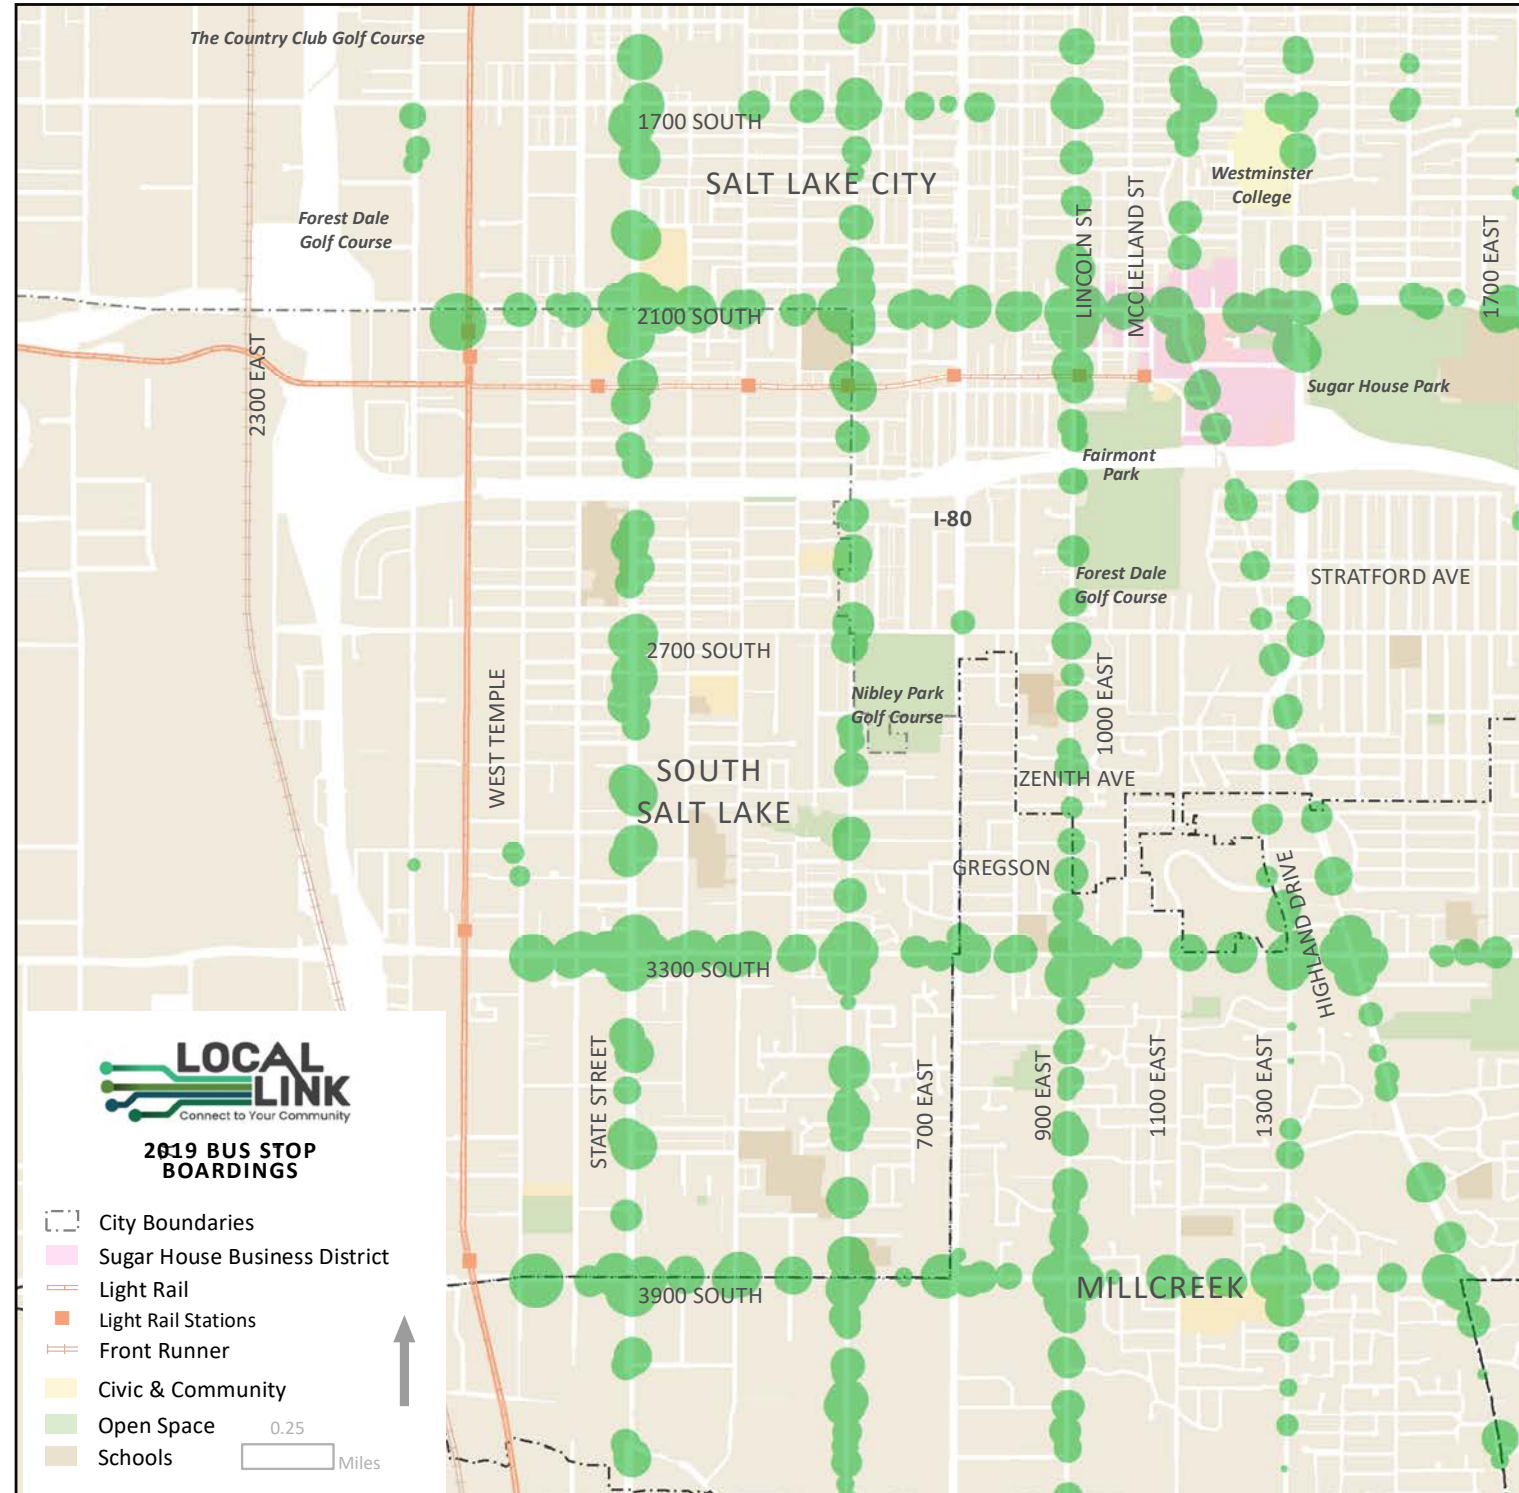 The Country Club Golf Course
1700 SOUTH
SALT LAKE CITY
Westminster
College
Forest Dale
Golf Course
LINCOLN ST
MCCLELLAND ST
1700 EAST
2100 SOUTH
2300 EAST
Sugar House Park
Fairmont
Park
I-80
Forest Dale
Golf Course
STRATFORD AVE
2700 SOUTH
WEST TEMPLE
Nibley Park
Golf Course
1000 EAST
SOUTH
SALT LAKE
ZENITH AVE
GREGSON
HIGHLAND DRIVE
3300 SOUTH
STATE STREET
700 EAST
900 EAST
1100 EAST
1300 EAST
MILLCREEK
3900 SOUTH
LOCAL
LINK
Connect to Your Community
2019 BUS STOP
BOARDINGS
City Boundaries
Sugar House Business District
Light Rail
Light Rail Stations
Front Runner
Civic & Community
Open Space
Schools
0.25
Miles